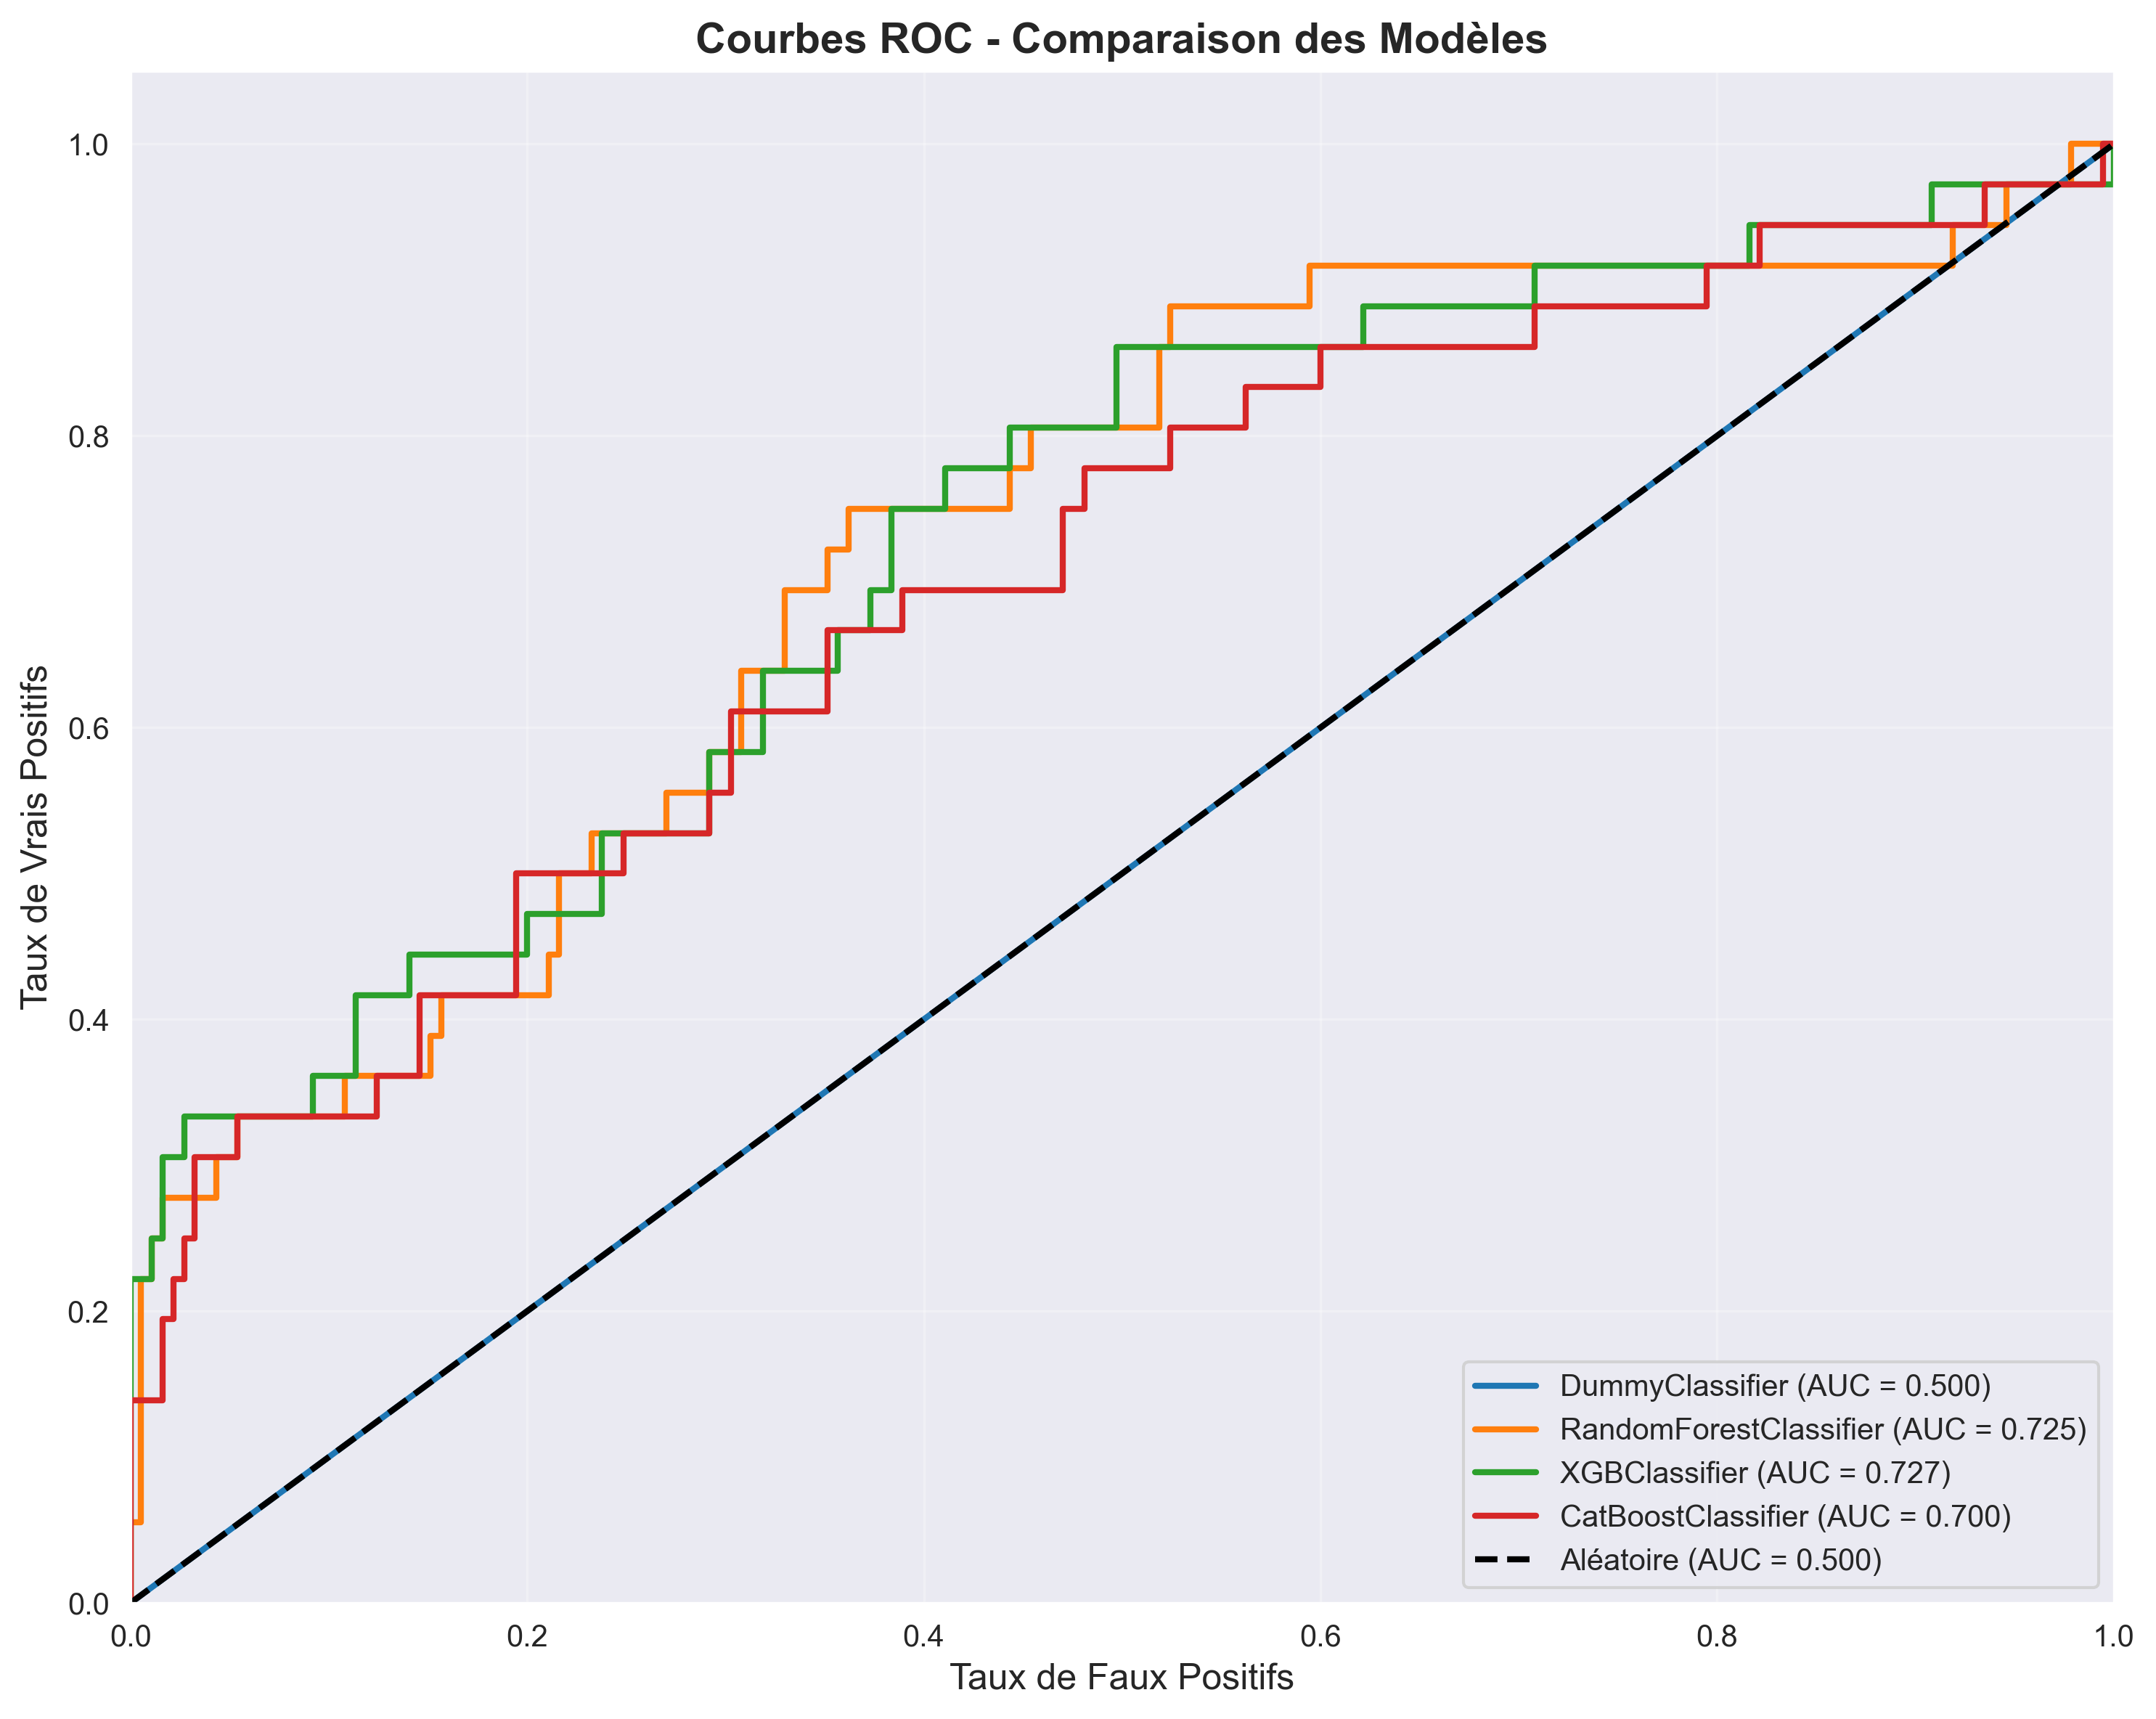 Courbes ROC - Comparaison des Modèles
Taux de Vrais Positifs
1.0
0.8
0.6
0.4
0.2
0.0
0.0 0.2 0.4 0.6 0.8 1.0
Taux de Faux Positifs
DummyClassifier (AUC = 0.500)
RandomForestClassifier (AUC = 0.725)
XGBClassifier (AUC = 0.727)
CatBoostClassifier (AUC = 0.700)
Aléatoire (AUC = 0.500)